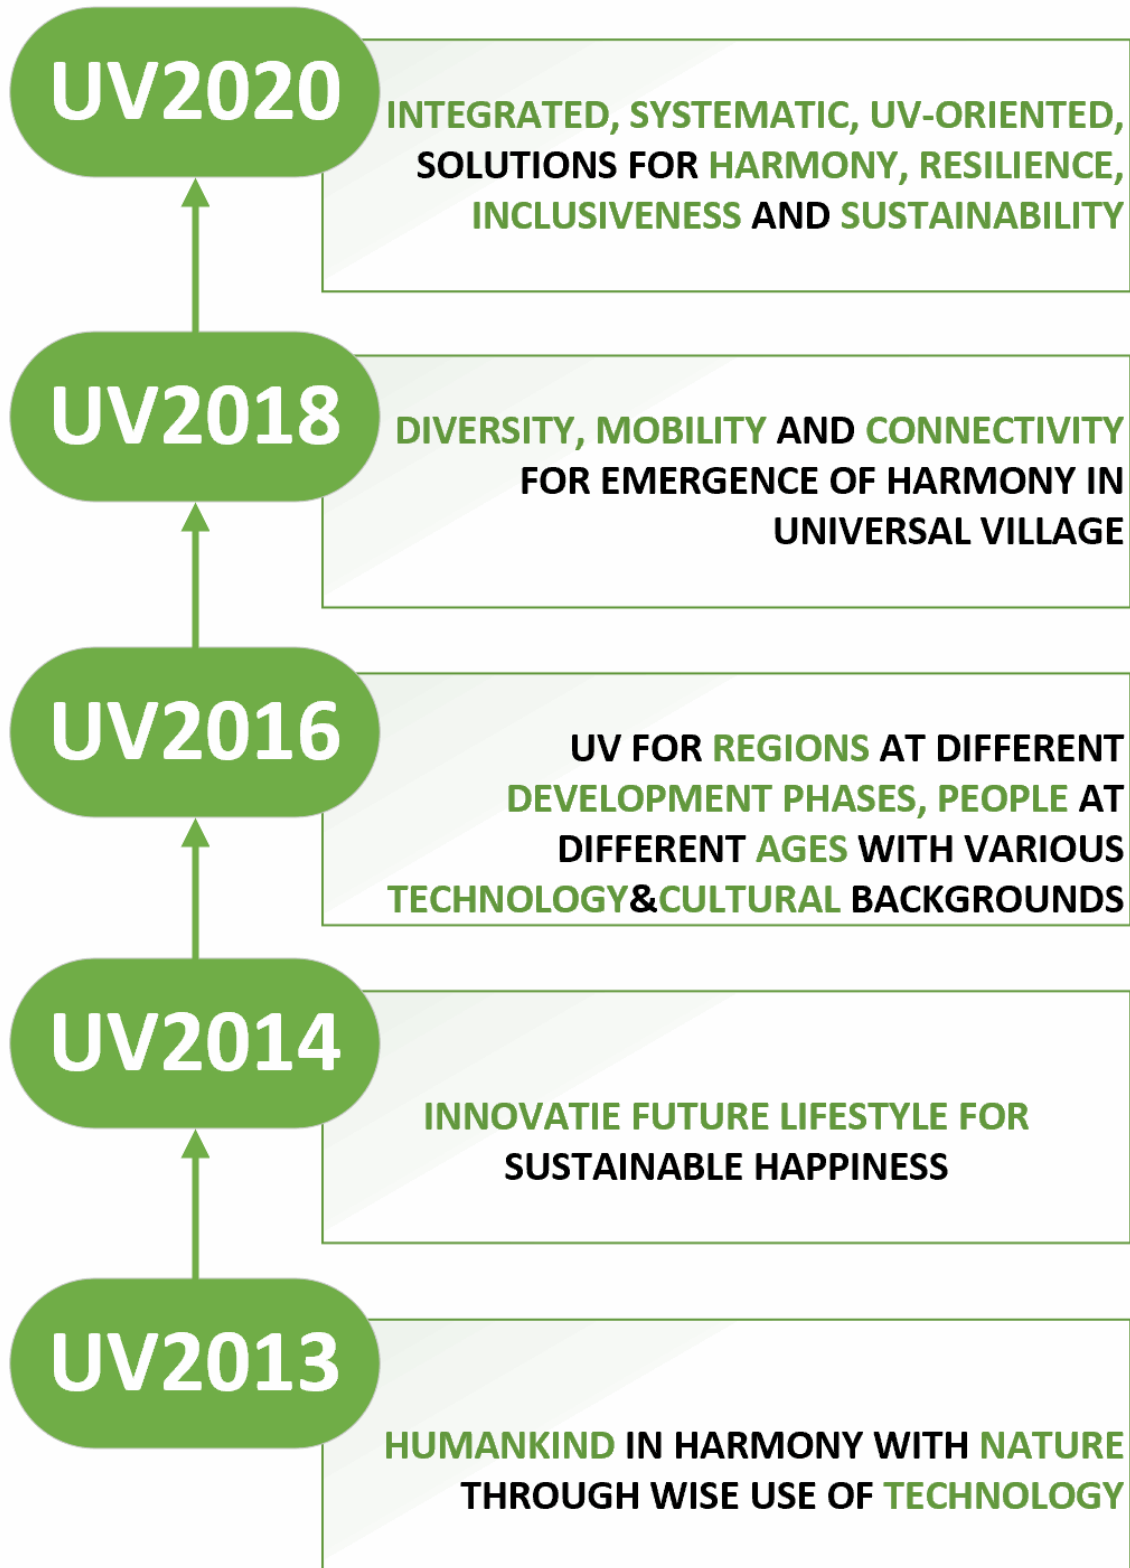 UV2020
INTEGRATED, SYSTEMATIC, UV-ORIENTED,
SOLUTIONS FOR HARMONY, RESILIENCE,
INCLUSIVENESS AND SUSTAINABILITY
UV2018
DIVERSITY, MOBILITY AND CONNECTIVITY
FOR EMERGENCE OF HARMONY IN
UNIVERSAL VILLAGE
UV2016
UV FOR REGIONS AT DIFFERENT
DEVELOPMENT PHASES, PEOPLE AT
DIFFERENT AGES WITH VARIOUS
TECHNOLOGY&CULTURAL BACKGROUNDS
UV2014
INNOVATIE FUTURE LIFESTYLE FOR
SUSTAINABLE HAPPINESS
UV2013
HUMANKIND IN HARMONY WITH NATURE
THROUGH WISE USE OF TECHNOLOGY